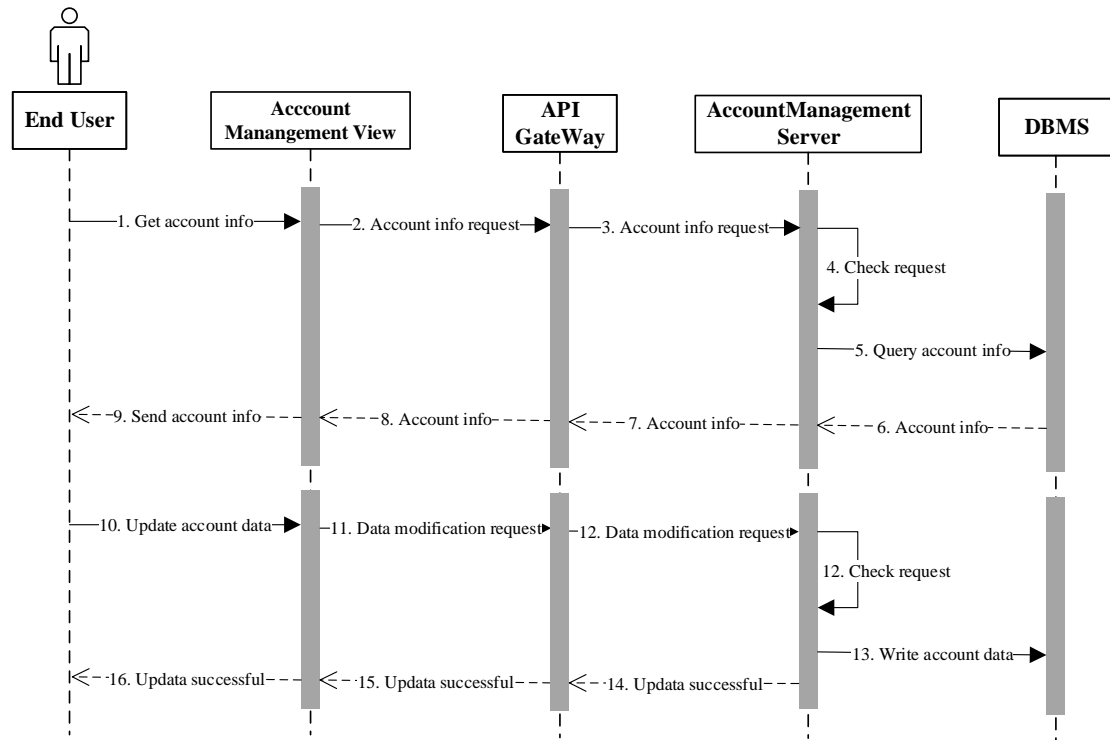 End User
Acccount
Manangement View
API
GateWay
AccountManagement
Server
DBMS
1. Get account info
2. Account info request
3. Account info request
4. Check request
5. Query account info
9. Send account info
8. Account info
7. Account info
6. Account info
10. Update account data
11. Data modification request
12. Data modification request
12. Check request
13. Write account data
16. Updata successful
15. Updata successful
14. Updata successful